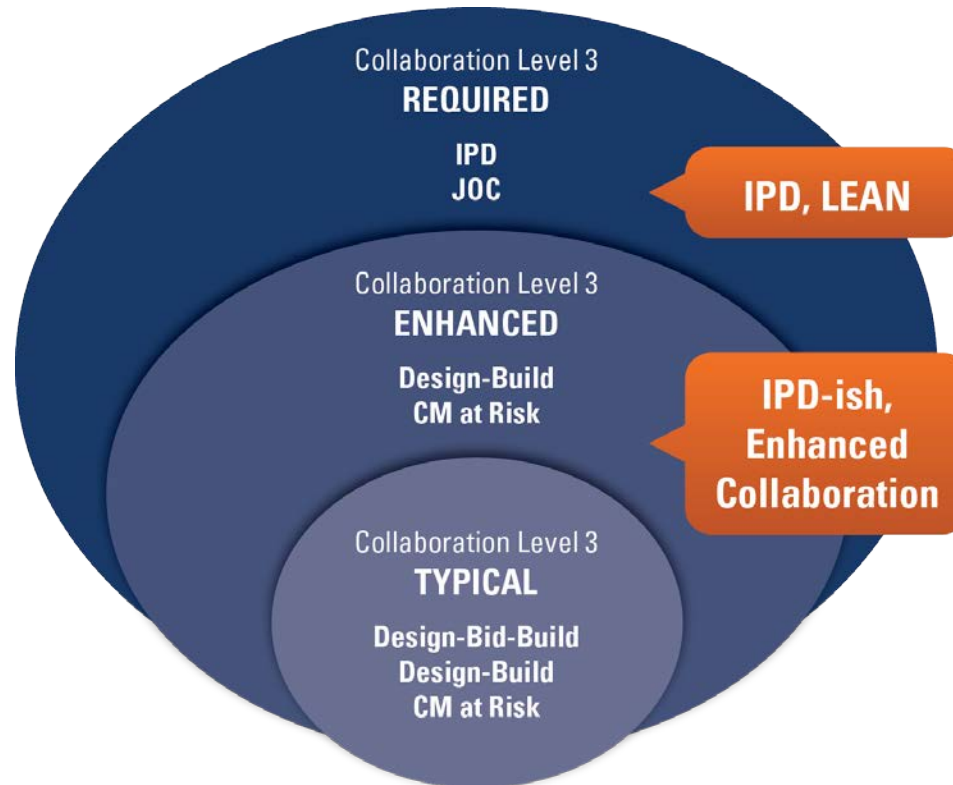 Collaboration Level 3
REQUIRED
IPD
JOC
IPD, LEAN
Collaboration Level 3
ENHANCED
Design-Build
CM at Risk
IPD-ish,
Enhanced
Collaboration
Collaboration Level 3
TYPICAL
Design-Bid-Build
Design-Build
CM at Risk